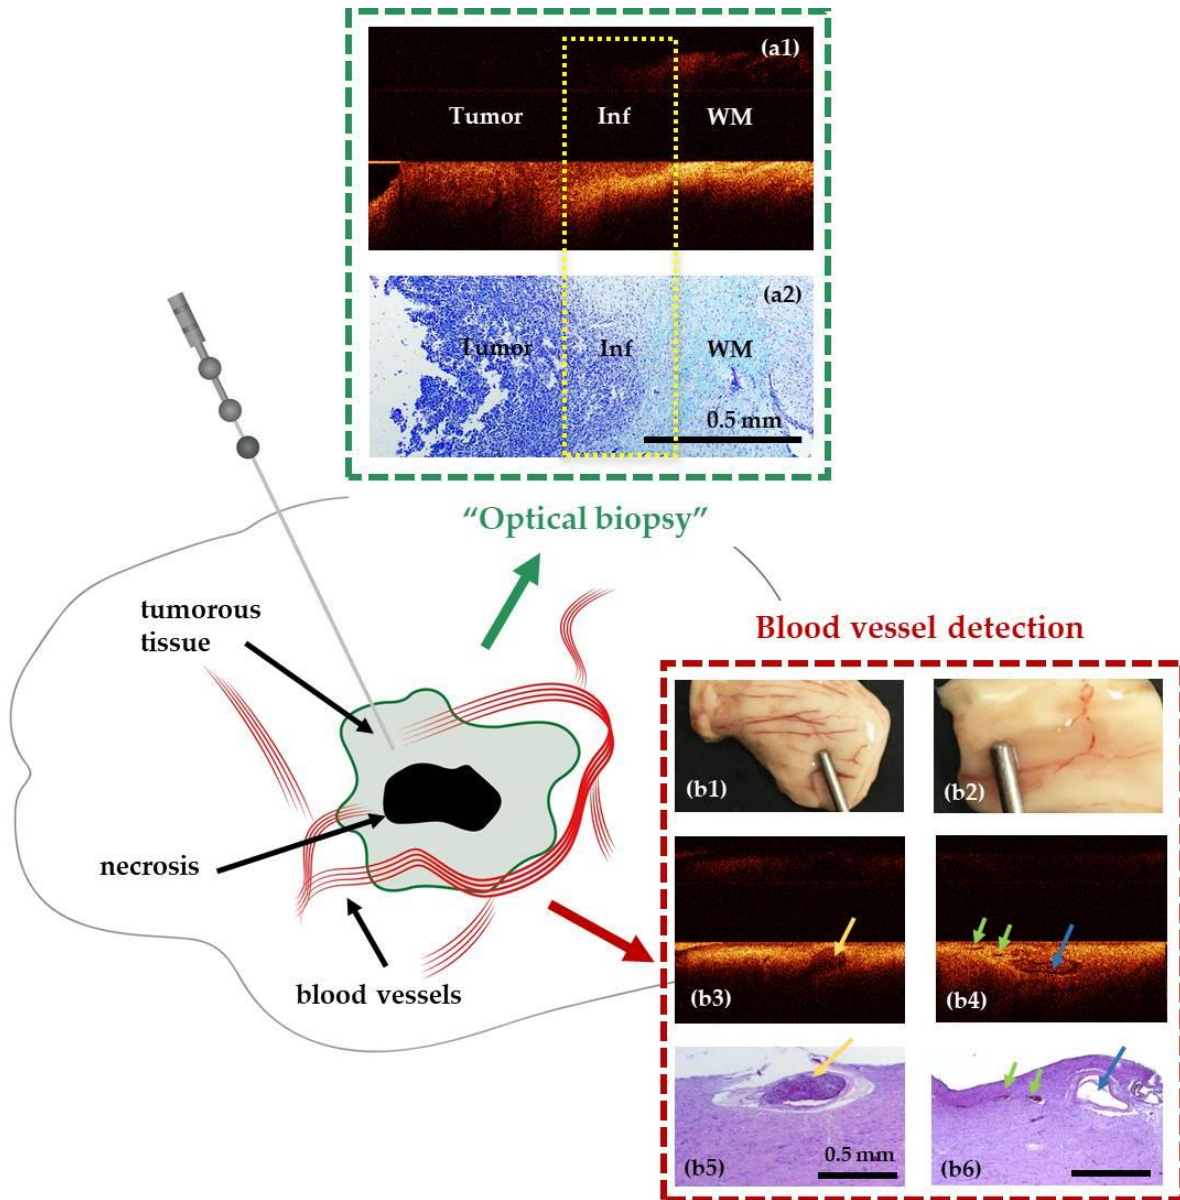 (a1)
Tumor Inf WM
(a2)
Tumor Inf WM
0.5 mm
“Optical biopsy”
tumorous
tissue
necrosis
blood vessels
Blood vessel detection
(b1) (b2)
(b3) (b4)
0.5 mm
(b5) (b6)